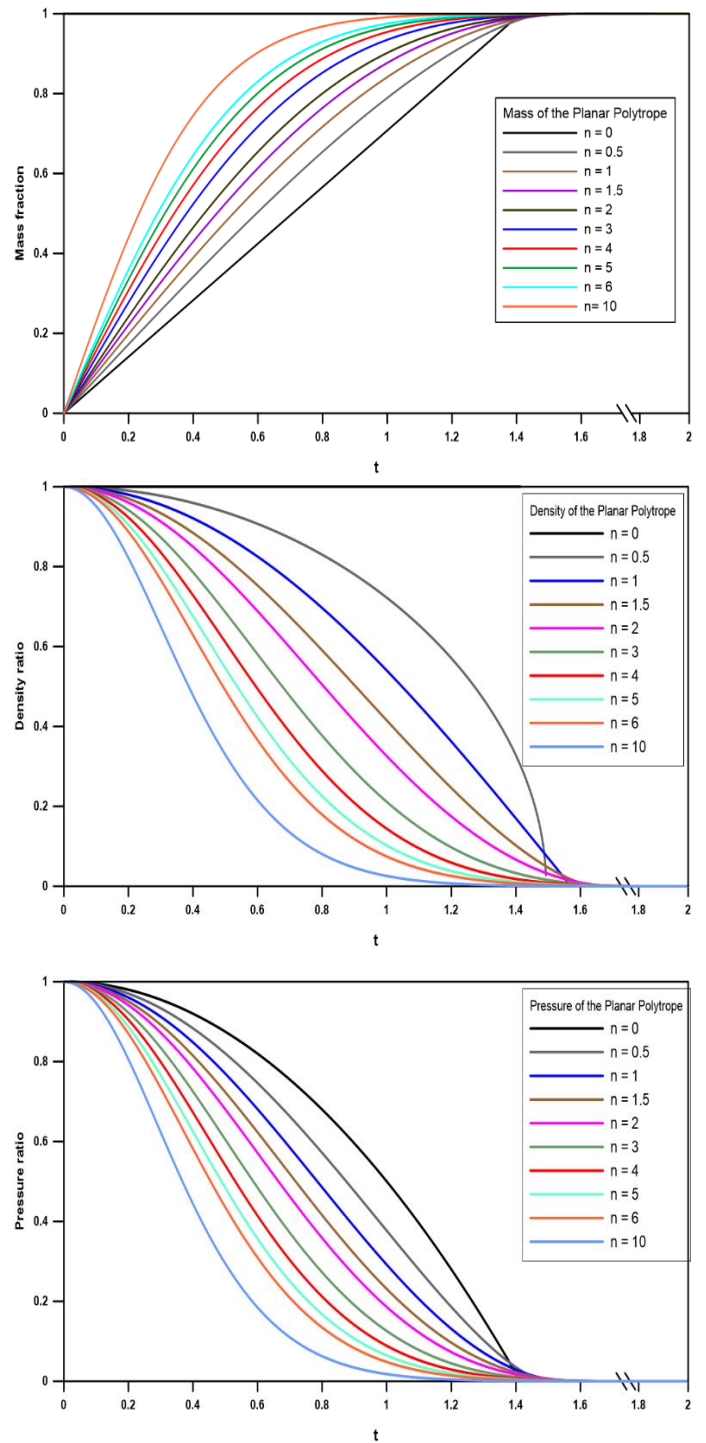 1
0.8
0.6
0.4
0.2
0
Mass fraction
Mass of the Planar Polytrope
n = 0
n = 0.5
n = 1
n = 1.5
n = 2
n = 3
n = 4
n = 5
n = 6
n= 10
0 0.2 0.4 0.6 0.8 1 1.2 1.4 1.6 1.8 2
t
1
0.8
0.6
0.4
0.2
0
Density ratio
Density of the Planar Polytrope
n = 0
n = 0.5
n = 1
n = 1.5
n = 2
n = 3
n = 4
n = 5
n = 6
n = 10
0 0.2 0.4 0.6 0.8 1 1.2 1.4 1.6 1.8 2
t
1
0.8
0.6
0.4
0.2
0
Pressure ratio
Pressure of the Planar Polytrope
n = 0
n = 0.5
n = 1
n = 1.5
n = 2
n = 3
n = 4
n = 5
n = 6
n = 10
0 0.2 0.4 0.6 0.8 1 1.2 1.4 1.6 1.8 2
t